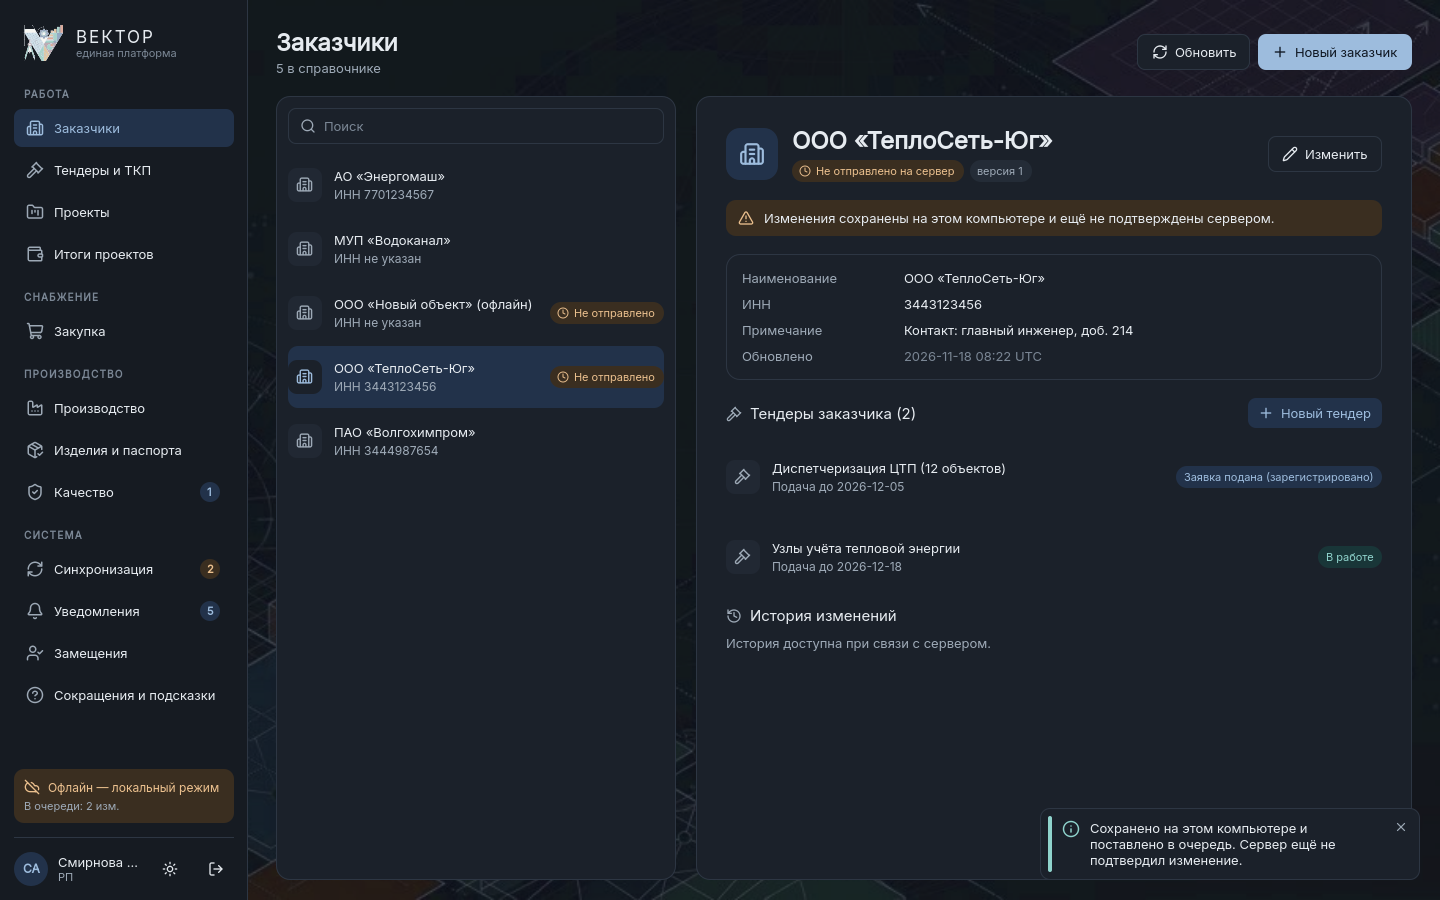 ВЕКТОР
единая платформа
РАБОТА
Заказчики
Тендеры и ТКП
Проекты
Итоги проектов
СНАБЖЕНИЕ
Закупка
ПРОИЗВОДСТВО
Производство
Изделия и паспорта
Качество 1
СИСТЕМА
Синхронизация 2
Уведомления 5
Замещения
Сокращения и подсказки
Офлайн — локальный режим
В очереди: 2 изм.
СА
Смирнова ...
РП
Заказчики
5 в справочнике
Обновить
Новый заказчик
Поиск
АО «Энергомаш»
ИНН 7701234567
МУП «Водоканал»
ИНН не указан
ООО «Новый объект» (офлайн)
ИНН не указан
Не отправлено
ООО «ТеплоСеть-Юг»
ИНН 3443123456
Не отправлено
ПАО «Волгохимпром»
ИНН 3444987654
ООО «ТеплоСеть-Юг»
Не отправлено на сервер
версия 1
Изменить
Изменения сохранены на этом компьютере и ещё не подтверждены сервером.
Наименование ООО «ТеплоСеть-Юг»
ИНН 3443123456
Примечание Контакт: главный инженер, доб. 214
Обновлено 2026-11-18 08:22 UTC
Тендеры заказчика (2)
Новый тендер
Диспетчеризация ЦТП (12 объектов)
Подача до 2026-12-05
Заявка подана (зарегистрировано)
Узлы учёта тепловой энергии
Подача до 2026-12-18
В работе
История изменений
История доступна при связи с сервером.
Сохранено на этом компьютере и
поставлено в очередь. Сервер ещё не
подтвердил изменение.